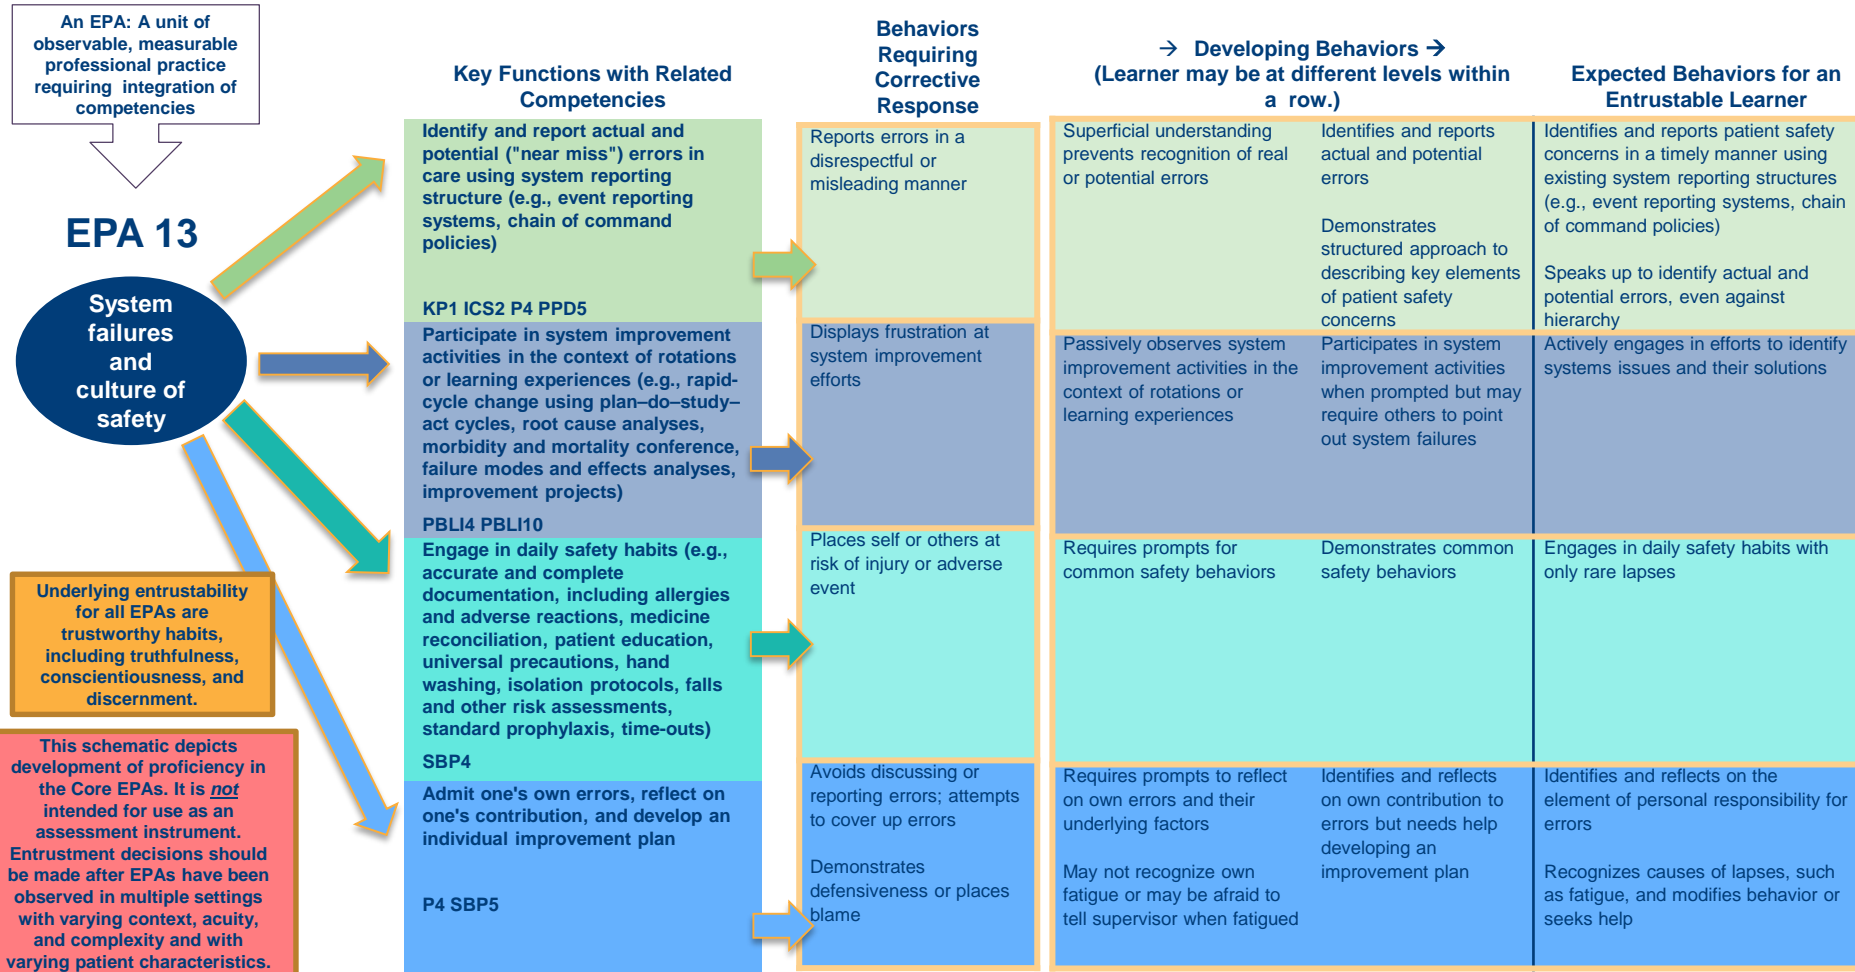 An EPA: A unit of
observable, measurable
professional practice
requiring integration of
competencies
EPA 13
System
failures
and
culture of
safety
Underlying entrustability
for all EPAs are
trustworthy habits,
including truthfulness,
conscientiousness, and
discernment.
This schematic depicts
development of proficiency in
the Core EPAs. It is not
intended for use as an
assessment instrument.
Entrustment decisions should
be made after EPAs have been
observed in multiple settings
with varying context, acuity,
and complexity and with
varying patient characteristics.
Key Functions with Related
Competencies
Behaviors
Requiring
Corrective
Response
→ Developing Behaviors →
(Learner may be at different levels within
a row.)
Expected Behaviors for an
Entrustable Learner
Identify and report actual and
potential ("near miss") errors in
care using system reporting
structure (e.g., event reporting
systems, chain of command
policies)
KP1 ICS2 P4 PPD5
Reports errors in a
disrespectful or
misleading manner
Superficial understanding
prevents recognition of real
or potential errors
Identifies and reports
actual and potential
errors
Demonstrates
structured approach to
describing key elements
of patient safety
concerns
Identifies and reports patient safety
concerns in a timely manner using
existing system reporting structures
(e.g., event reporting systems, chain
of command policies)
Speaks up to identify actual and
potential errors, even against
hierarchy
Participate in system improvement
activities in the context of rotations
or learning experiences (e.g., rapid-
cycle change using plan–do–study–
act cycles, root cause analyses,
morbidity and mortality conference,
failure modes and effects analyses,
improvement projects)
PBLI4 PBLI10
Displays frustration at
system improvement
efforts
Passively observes system
improvement activities in the
context of rotations or
learning experiences
Participates in system
improvement activities
when prompted but may
require others to point
out system failures
Actively engages in efforts to identify
systems issues and their solutions
Engage in daily safety habits (e.g.,
accurate and complete
documentation, including allergies
and adverse reactions, medicine
reconciliation, patient education,
universal precautions, hand
washing, isolation protocols, falls
and other risk assessments,
standard prophylaxis, time-outs)
SBP4
Places self or others at
risk of injury or adverse
event
Requires prompts for
common safety behaviors
Demonstrates common
safety behaviors
Engages in daily safety habits with
only rare lapses
Admit one's own errors, reflect on
one's contribution, and develop an
individual improvement plan
P4 SBP5
Avoids discussing or
reporting errors; attempts
to cover up errors
Demonstrates
defensiveness or places
blame
Requires prompts to reflect
on own errors and their
underlying factors
May not recognize own
fatigue or may be afraid to
tell supervisor when fatigued
Identifies and reflects
on own contribution to
errors but needs help
developing an
improvement plan
Identifies and reflects on the
element of personal responsibility for
errors
Recognizes causes of lapses, such
as fatigue, and modifies behavior or
seeks help